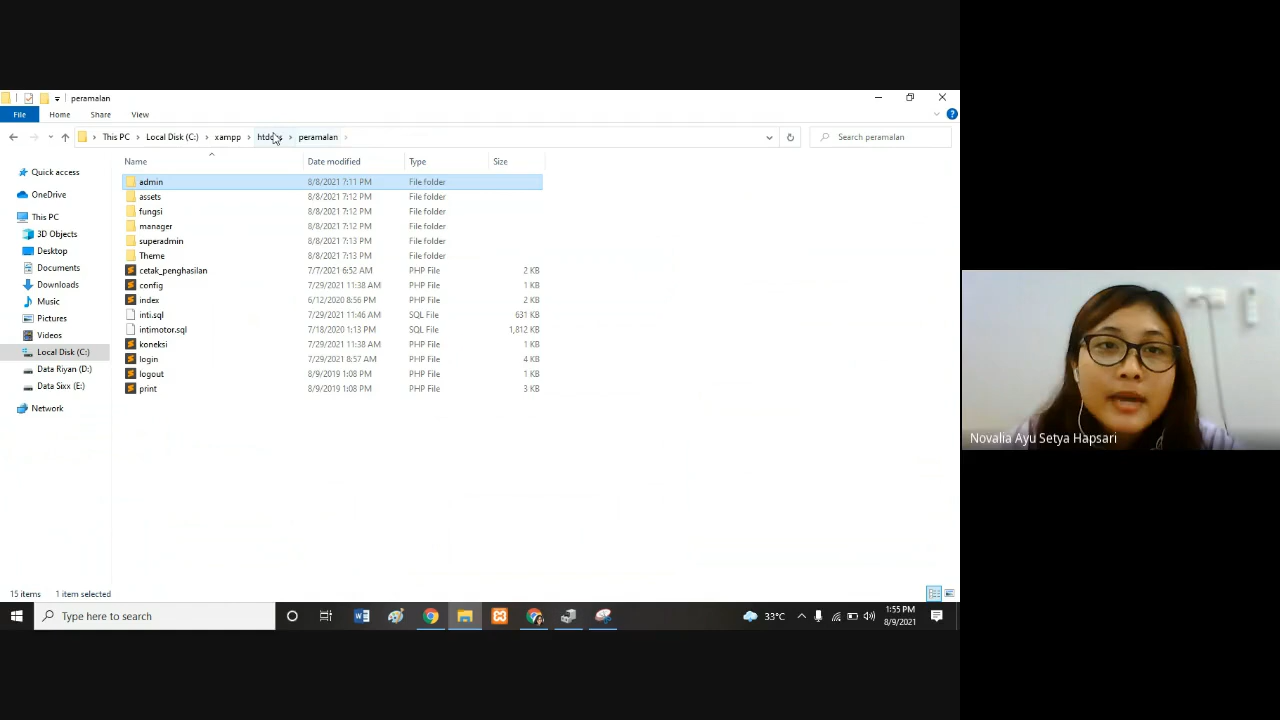 peramalan
File Home Share View
This PC Local Disk (C:) xampp htdocs peramalan
Search peramalan
Name Date modified Type Size
Quick access
OneDrive
This PC
3D Objects
Desktop
Documents
Downloads
Music
Pictures
Videos
Local Disk (C:)
Data Riyan (D:)
Data Sixx (E:)
Network
admin 8/8/2021 7:11 PM File folder
assets 8/8/2021 7:12 PM File folder
fungsi 8/8/2021 7:12 PM File folder
manager 8/8/2021 7:12 PM File folder
superadmin 8/8/2021 7:13 PM File folder
Theme 8/8/2021 7:13 PM File folder
cetak_penghasilan 7/7/2021 6:52 AM PHP File 2 KB
config 7/29/2021 11:38 AM PHP File 1 KB
index 6/12/2020 8:56 PM PHP File 2 KB
inti.sql 7/29/2021 11:46 AM SQL File 631 KB
intimotor.sql 7/18/2020 1:13 PM SQL File 1,812 KB
koneksi 7/29/2021 11:38 AM PHP File 1 KB
login 7/29/2021 8:57 AM PHP File 4 KB
logout 8/9/2019 1:08 PM PHP File 1 KB
print 8/9/2019 1:08 PM PHP File 3 KB
Novalia Ayu Setya Hapsari
15 items 1 item selected
Type here to search
33°C
1:55 PM
8/9/2021